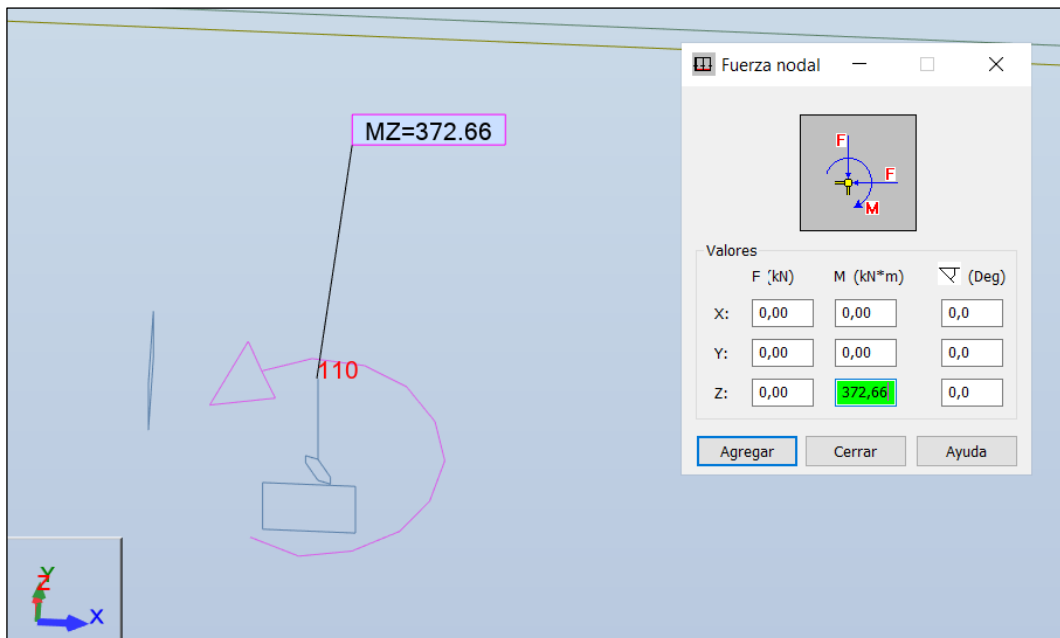 MZ=372.66
110
Y
Z
X
Fuerza nodal
F
F
M
Valores
F (kN) M (kN*m) (Deg)
X: 0,00 0,00 0,0
Y: 0,00 0,00 0,0
Z: 0,00 372,66 0,0
Agregar Cerrar Ayuda